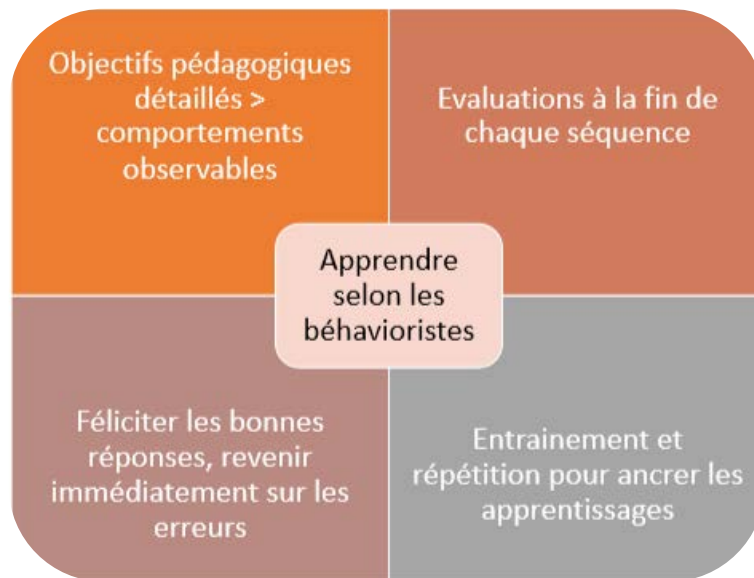 Objectifs pédagogiques
détaillés >
comportements
observables
Evaluations à la fin de
chaque séquence
Apprendre
selon les
béhavioristes
Féliciter les bonnes
réponses, revenir
immédiatement sur les
erreurs
Entrainement et
répétition pour ancrer les
apprentissages